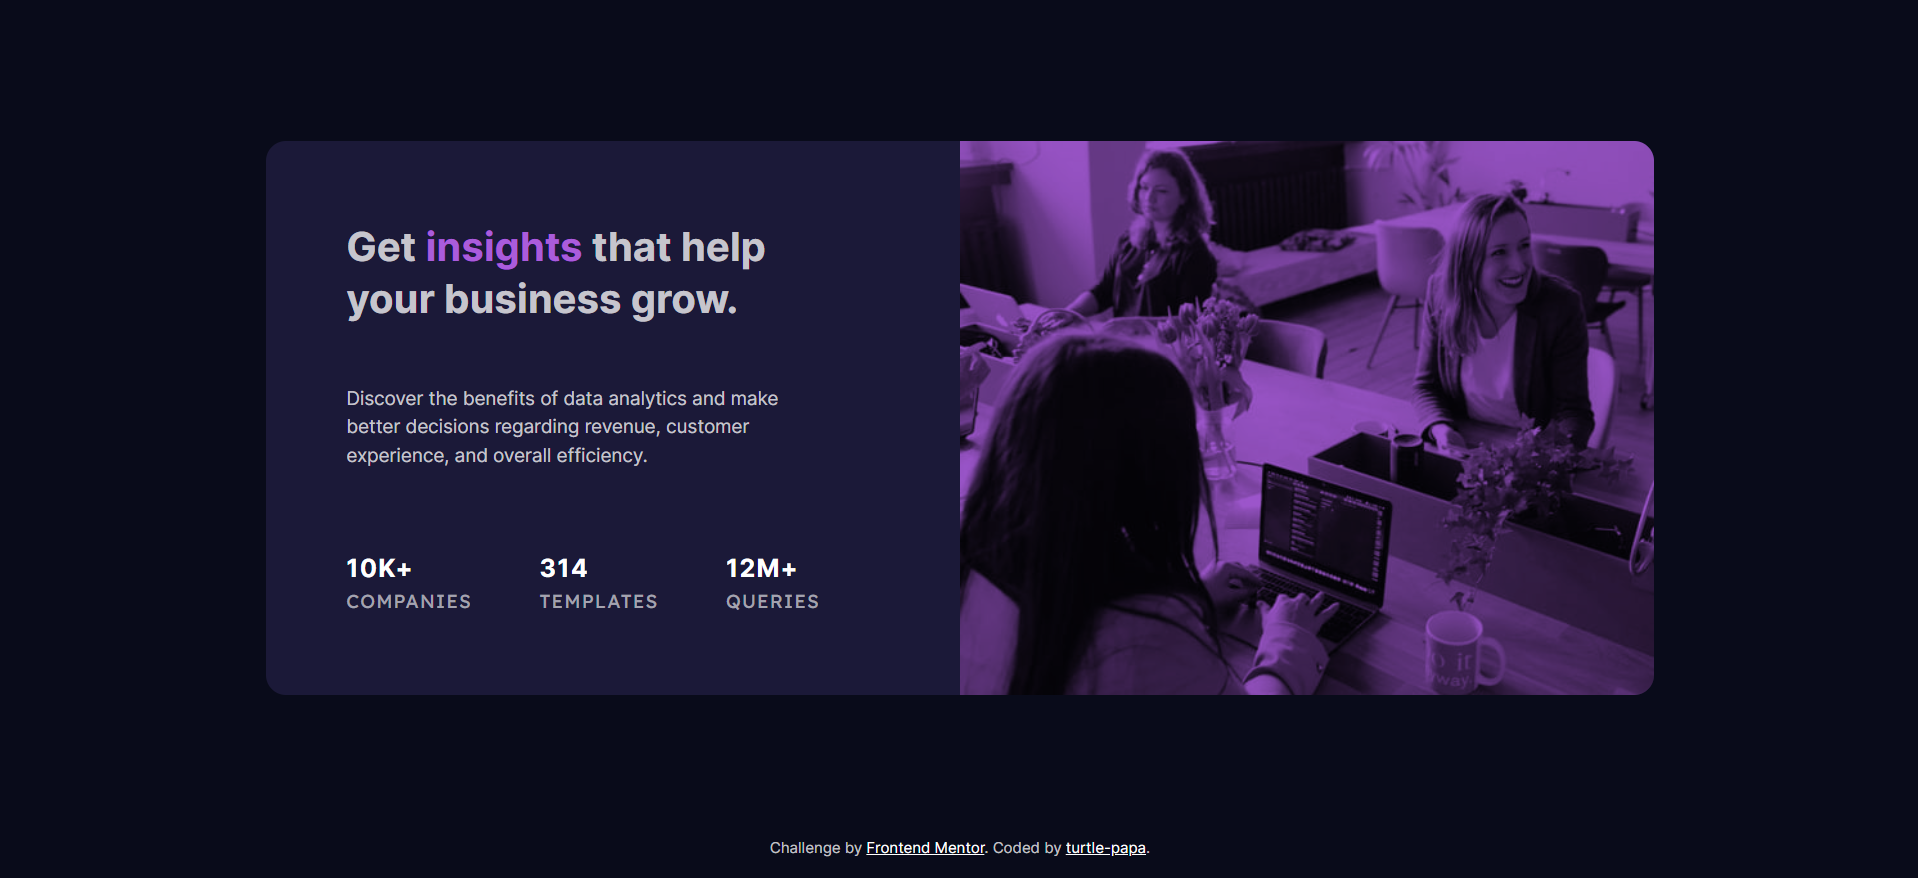 Get insights that help
your business grow.
Discover the benefits of data analytics and make
better decisions regarding revenue, customer
experience, and overall efficiency.
10K+ 314 12M+
COMPANIES TEMPLATES QUERIES
Challenge by Frontend Mentor. Coded by turtle-papa.